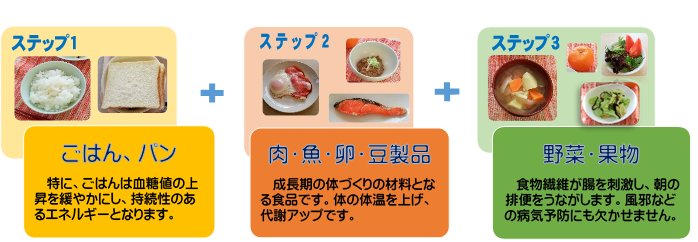 ステップ1
ごはん、パン
特に、ごはんは血糖値の上
昇を緩やかにし、持続性のあ
るエネルギーとなります。
ステップ2
肉・魚・卵・豆製品
成長期の体づくりの材料とな
る食品です。体の体温を上げ、
代謝アップです。
ステップ3
野菜・果物
食物繊維が腸を刺激し、朝の
排便をうながします。風邪など
の病気予防にも欠かせません。